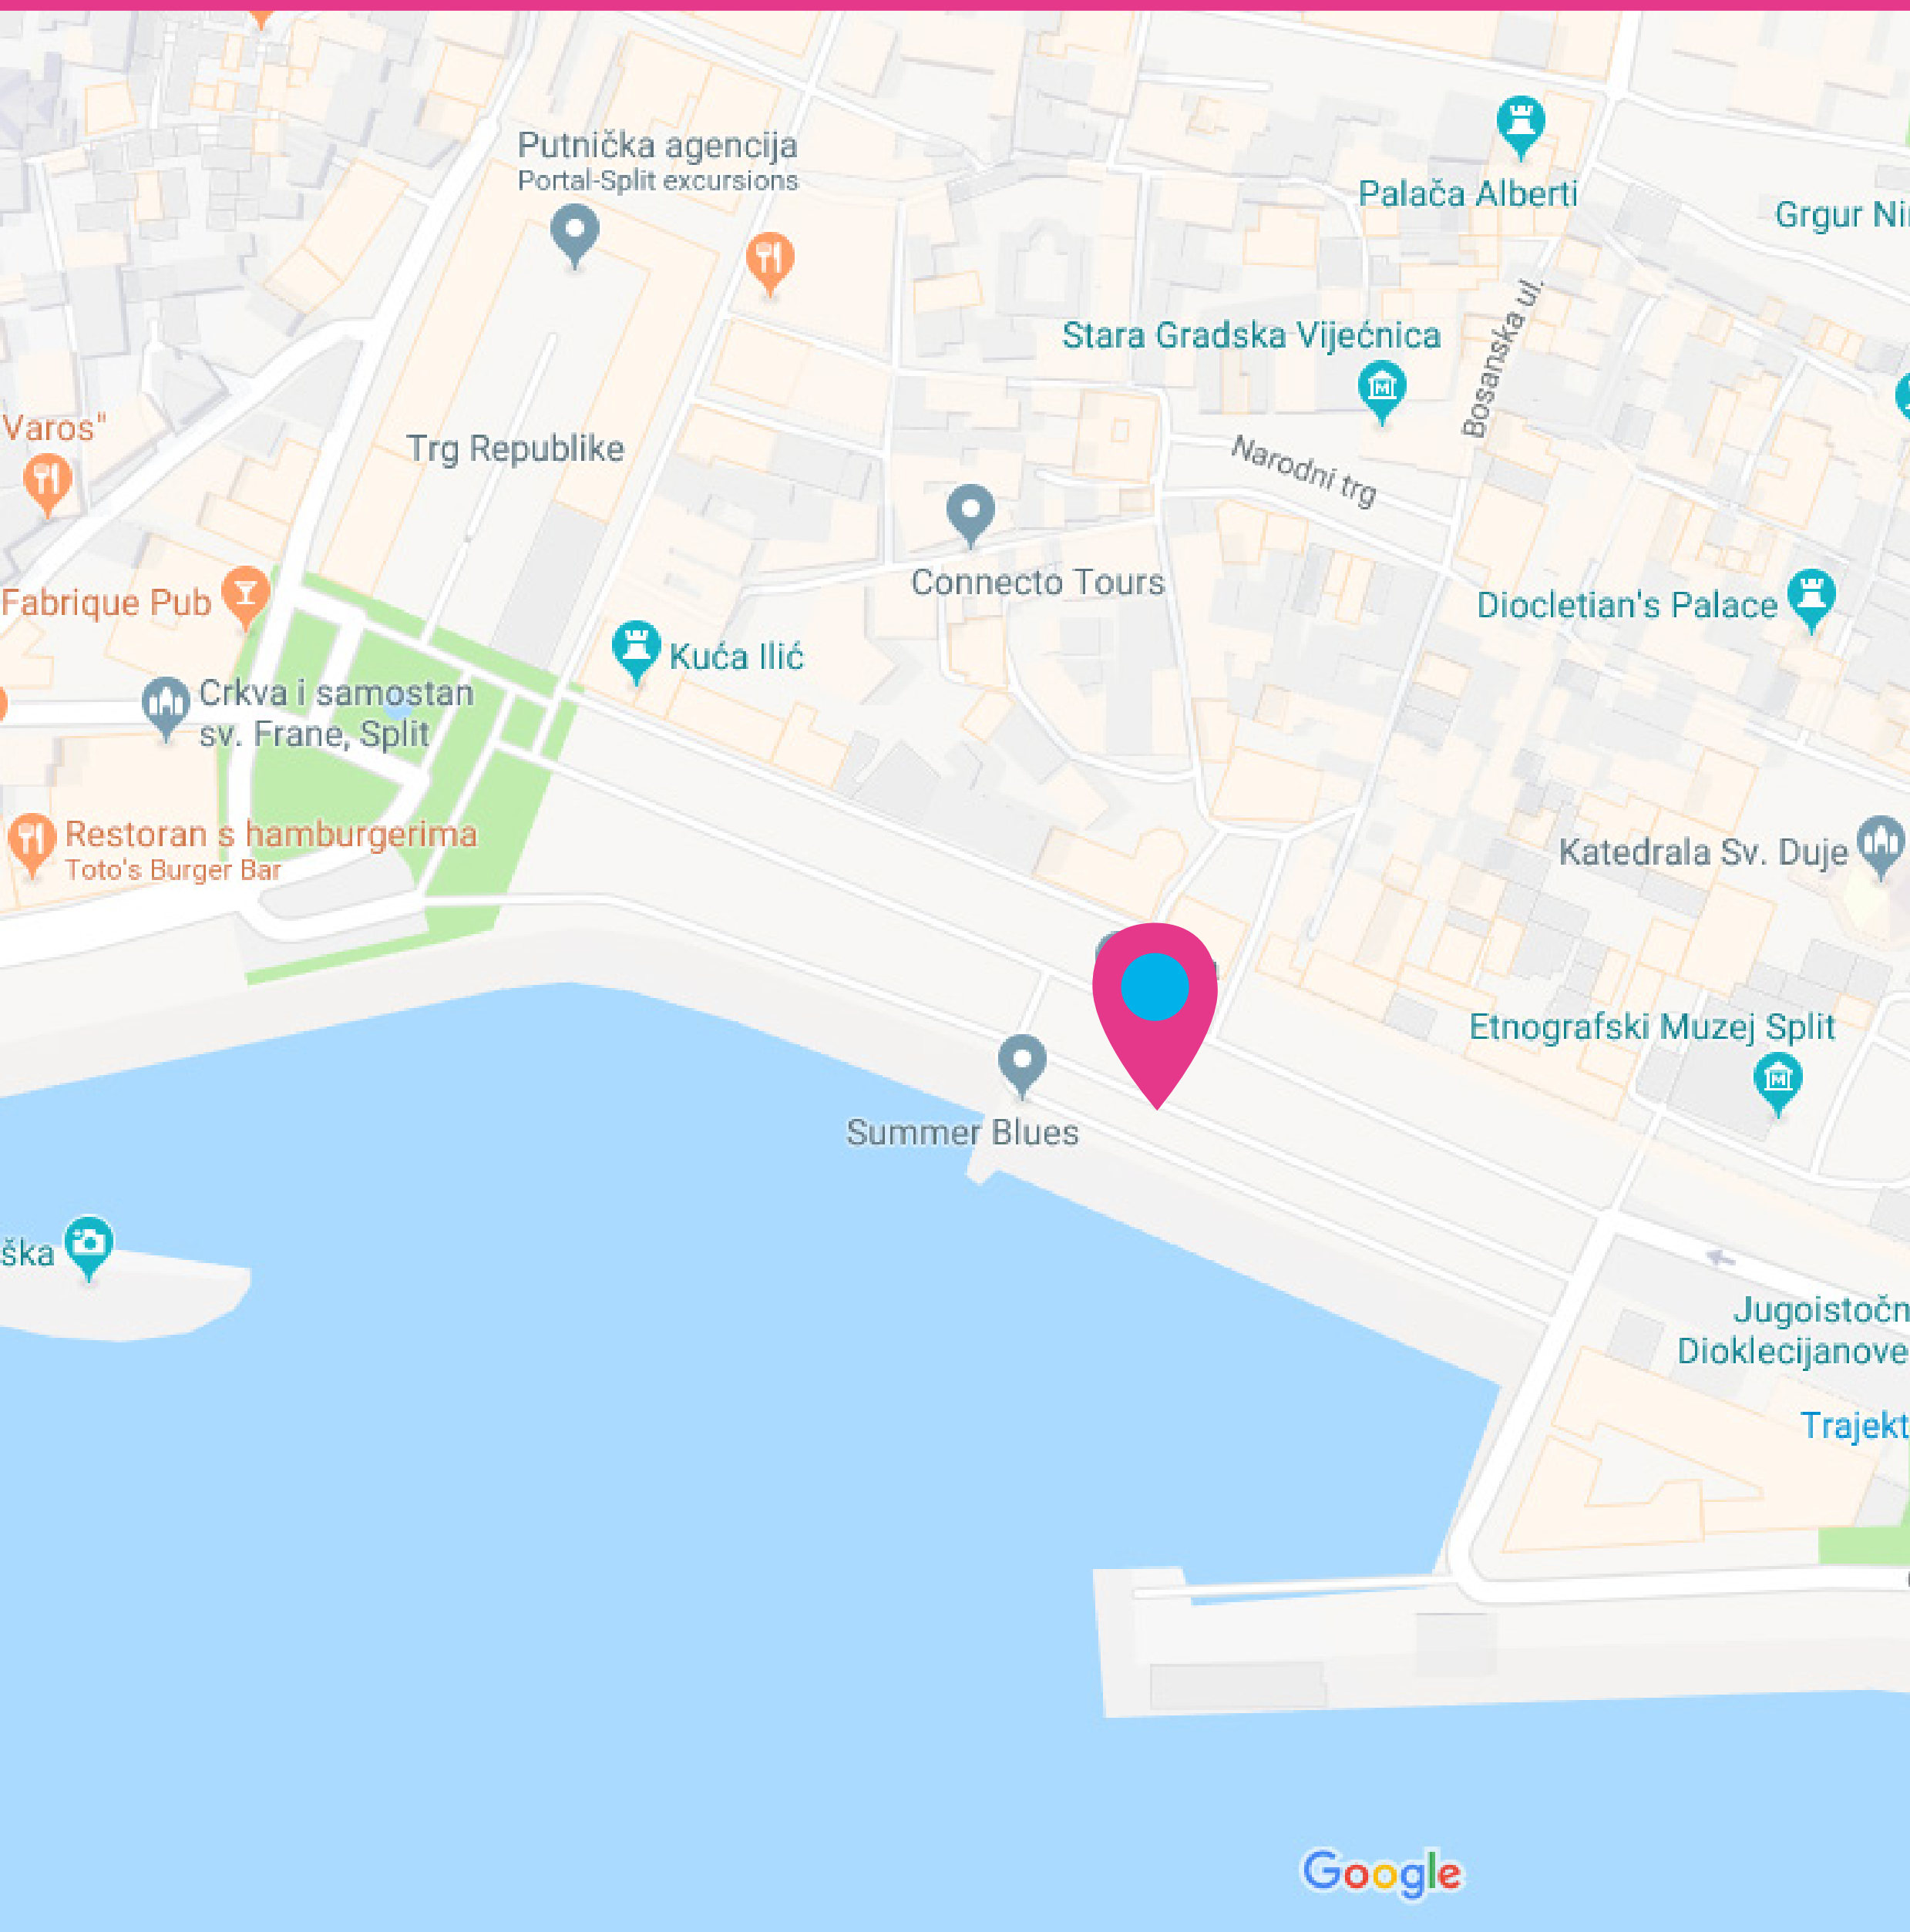 Putnička agencija
Portal-Split excursions
Palača Alberti
Grgur
Stara Gradska Vijećnica
Bosanska ul.
Varos"
Trg Republike
Narodni trg
Connecto Tours
Fabrique Pub
Diocletian's Palace
Kuća Ilić
Crkva i samostan
sv. Frane, Split
Restoran s hamburgerima
Toto's Burger Bar
Katedrala Sv. Duje
Etnografski Muzej Split
Summer Blues
ška
Jugoistočn
Dioklecijanove
Trajekt
Google